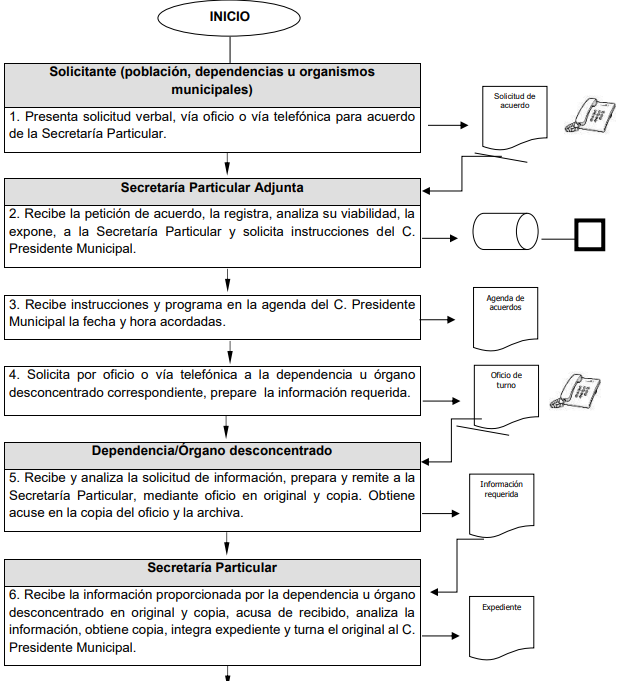 INICIO
Solicitante (población, dependencias u organismos
municipales)
1. Presenta solicitud verbal, vía oficio o vía telefónica para acuerdo
de la Secretaría Particular.
Solicitud de
acuerdo
Secretaría Particular Adjunta
2. Recibe la petición de acuerdo, la registra, analiza su viabilidad, la
expone, a la Secretaría Particular y solicita instrucciones del C.
Presidente Municipal.
3. Recibe instrucciones y programa en la agenda del C. Presidente
Municipal la fecha y hora acordadas.
Agenda de
acuerdos
4. Solicita por oficio o vía telefónica a la dependencia u órgano
desconcentrado correspondiente, prepare la información requerida.
Oficio de
turno
Dependencia/Órgano desconcentrado
5. Recibe y analiza la solicitud de información, prepara y remite a la
Secretaría Particular, mediante oficio en original y copia. Obtiene
acuse en la copia del oficio y la archiva.
Información
requerida
Secretaría Particular
6. Recibe la información proporcionada por la dependencia u órgano
desconcentrado en original y copia, acusa de recibido, analiza la
información, obtiene copia, integra expediente y turna el original al C.
Presidente Municipal.
Expediente